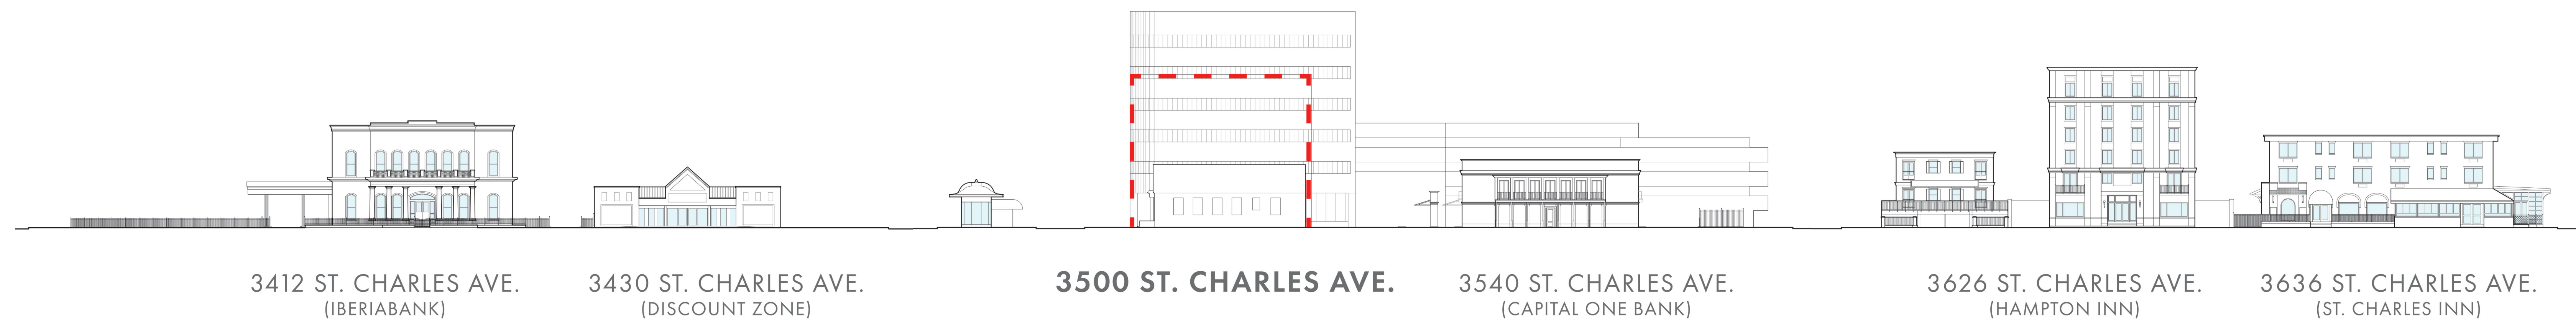 3412 ST. CHARLES AVE.
(IBERIABANK)
3430 ST. CHARLES AVE.
(DISCOUNT ZONE)
3500 ST. CHARLES AVE.
3540 ST. CHARLES AVE.
(CAPITAL ONE BANK)
3626 ST. CHARLES AVE.
(HAMPTON INN)
3636 ST. CHARLES AVE.
(ST. CHARLES INN)